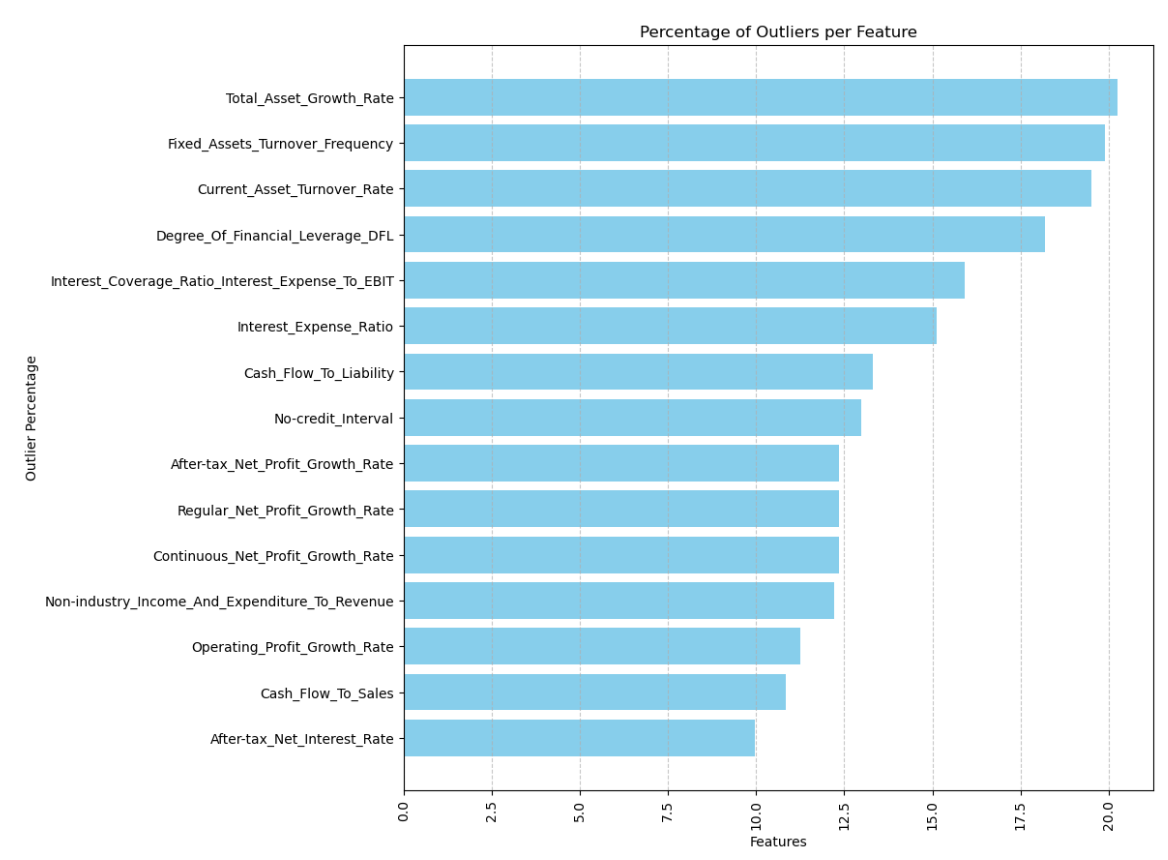 Percentage of Outliers per Feature
Total_Asset_Growth_Rate
Fixed_Assets_Turnover_Frequency
Current_Asset_Turnover_Rate
Degree_Of_Financial_Leverage_DFL
Interest_Coverage_Ratio_Interest_Expense_To_EBIT
Interest_Expense_Ratio
Cash_Flow_To_Liability
No-credit_Interval
After-tax_Net_Profit_Growth_Rate
Regular_Net_Profit_Growth_Rate
Continuous_Net_Profit_Growth_Rate
Non-industry_Income_And_Expenditure_To_Revenue
Operating_Profit_Growth_Rate
Cash_Flow_To_Sales
After-tax_Net_Interest_Rate
Outlier Percentage
0.0 2.5 5.0 7.5 10.0 12.5 15.0 17.5 20.0
Features